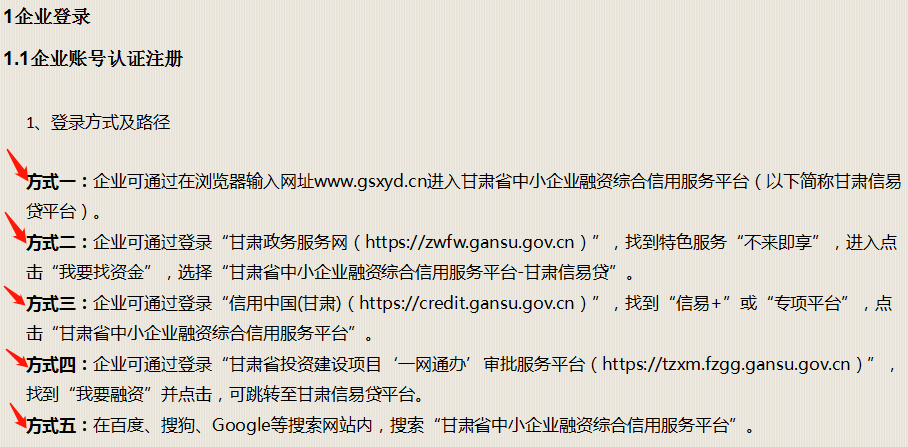 1企业登录
1.1企业账号认证注册
1、登录方式及路径
方式一：企业可通过在浏览器输入网址www.gsxyd.cn进入甘肃省中小企业融资综合信用服务平台（以下简称甘肃信易
贷平台）。
方式二：企业可通过登录“甘肃政务服务网（https://zwfw.gansu.gov.cn）”，找到特色服务“不来即享”，进入点
击“我要找资金”，选择“甘肃省中小企业融资综合信用服务平台-甘肃信易贷”。
方式三：企业可通过登录“信用中国(甘肃)（https://credit.gansu.gov.cn）”，找到“信易+”或“专项平台”，点
击“甘肃省中小企业融资综合信用服务平台”。
方式四：企业可通过登录“甘肃省投资建设项目‘一网通办’审批服务平台（https://tzxm.fzgg.gansu.gov.cn）”，
找到“我要融资”并点击，可跳转至甘肃信易贷平台。
方式五：在百度、搜狗、Google等搜索网站内，搜索“甘肃省中小企业融资综合信用服务平台”。